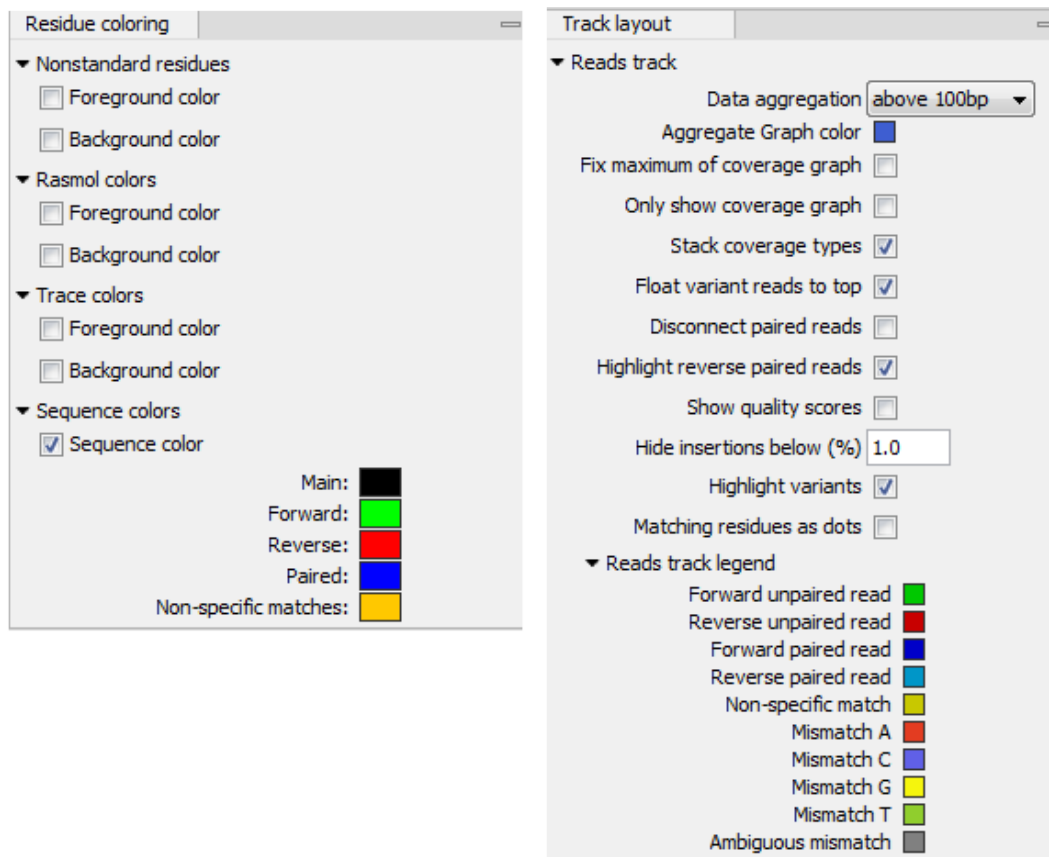 Residue coloring
Nonstandard residues
Foreground color
Background color
Rasmol colors
Foreground color
Background color
Trace colors
Foreground color
Background color
Sequence colors
Sequence color
Main:
Forward:
Reverse:
Paired:
Non-specific matches:
Track layout
Reads track
Data aggregation above 100bp
Aggregate Graph color
Fix maximum of coverage graph
Only show coverage graph
Stack coverage types
Float variant reads to top
Disconnect paired reads
Highlight reverse paired reads
Show quality scores
Hide insertions below (%) 1.0
Highlight variants
Matching residues as dots
Reads track legend
Forward unpaired read
Reverse unpaired read
Forward paired read
Reverse paired read
Non-specific match
Mismatch A
Mismatch C
Mismatch G
Mismatch T
Ambiguous mismatch